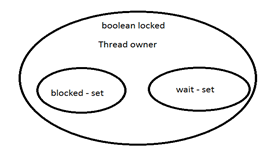 boolean locked
Thread owner
blocked - set
wait - set